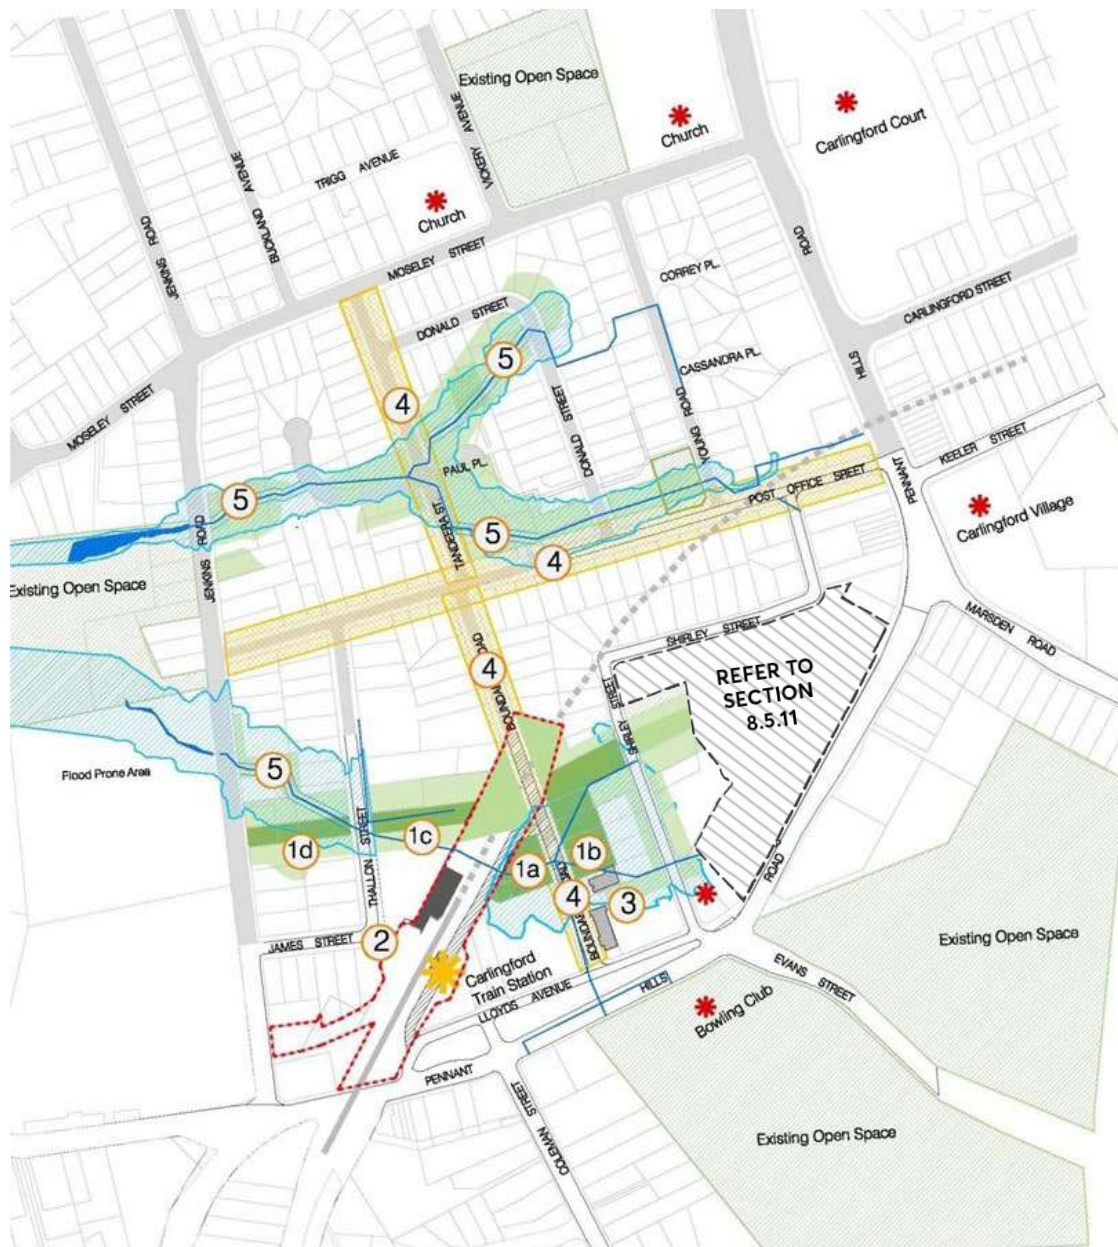 Existing Open Space
VICKERY AVENUE
BUCKLAND AVENUE
TRIGG AVENUE
JENKINS ROAD
Church
Church
Carlingford Court
MOSELEY STREET
ROAD
CORREY PL.
CARLINGFORD STREET
DONALD STREET
5
4
CASSANDRA PL.
HILLS
MOSELEY STREET
DONALD STREET
YOUNG ROAD
PAUL PL.
KEELER STREET
PENNANT
POST OFFICE SREET
5
TANDERRA ST.
5
4
Carlingford Village
JENKINS ROAD
Existing Open Space
MARSDEN ROAD
SHIRLEY STREET
4
REFER TO
SECTION
8.5.11
SHIRLEY STREET
Flood Prone Area
5
THALLON STREET
1d
1c
1a
1b
4
3
ROAD
JAMES STREET
2
Carlingford
Train Station
LLOYDS AVENUE
HILLS
EVANS STREET
Existing Open Space
Bowling Club
PENNANT
COLEMAN STREET
Existing Open Space